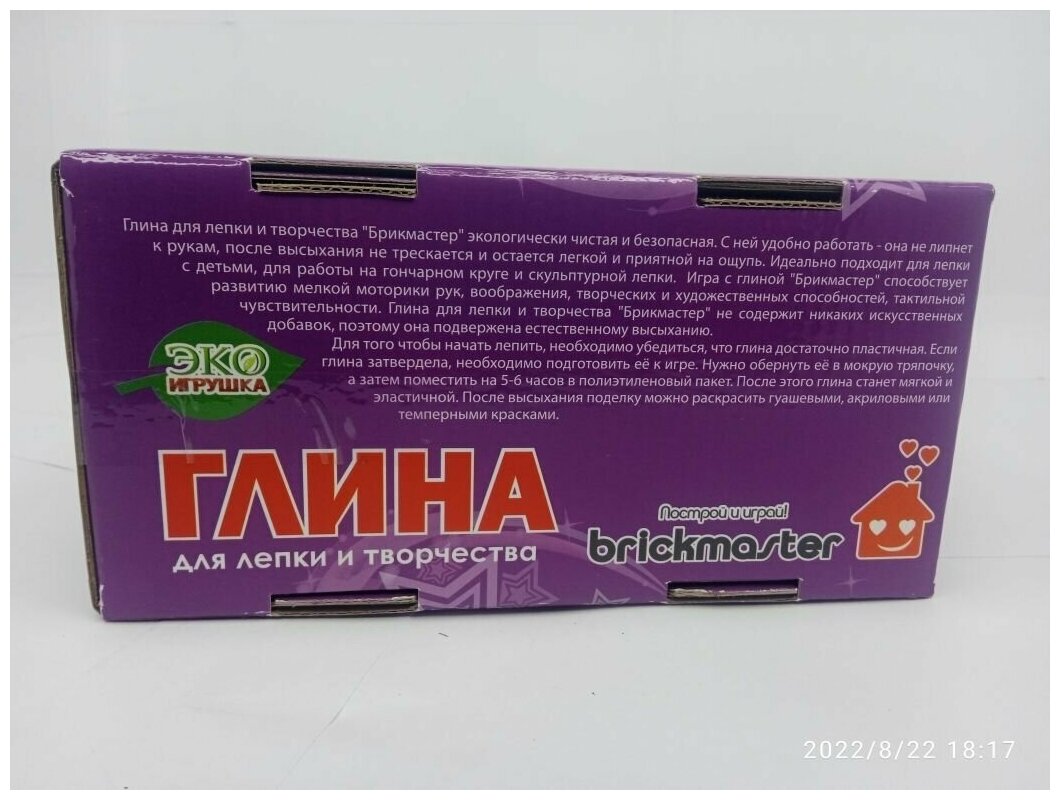 Глина для лепки и творчества "Брикмастер" экологически чистая и безопасная. С ней удобно работать - она не липнет
к рукам, после высыхания не трескается и остается легкой и приятной на ощупь. Идеально подходит для лепки
с детьми, для работы на гончарном круге и скульптурной лепки. Игра с глиной "Брикмастер" способствует
развитию мелкой моторики рук, воображения, творческих и художественных способностей, тактильной
чувствительности. Глина для лепки и творчества "Брикмастер" не содержит никаких искусственных
добавок, поэтому она подвержена естественному высыханию.
Для того чтобы начать лепить, необходимо убедиться, что глина достаточно пластичная. Если
глина затвердела, необходимо подготовить её к игре. Нужно обернуть её в мокрую тряпочку,
а затем поместить на 5-6 часов в полиэтиленовый пакет. После этого глина станет мягкой и
эластичной. После высыхания поделку можно раскрасить гуашевыми, акриловыми или
темперными красками.
ЭКО
ИГРУШКА
ГЛИНА
для лепки и творчества
Построй и играй!
brickmaster
2022/8/22 18:17